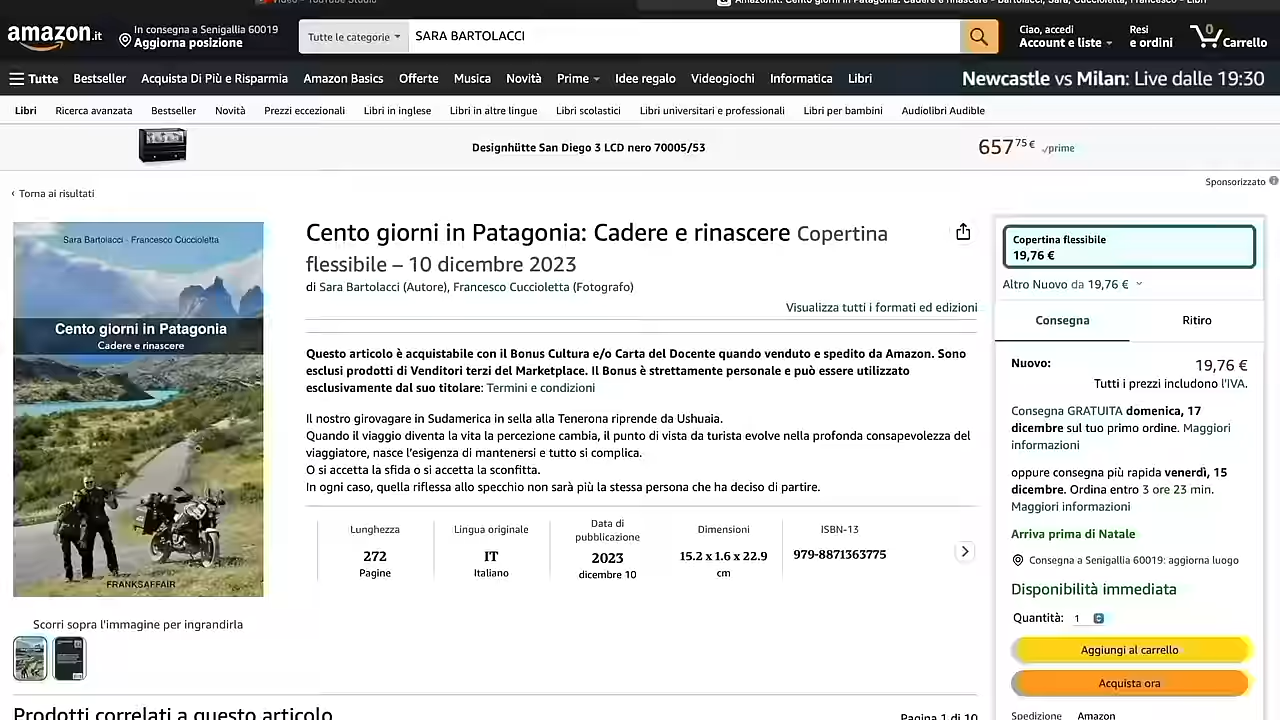 Video - YouTube Studio
Amazon.it: Cento giorni in Patagonia: Cadere e rinascere - Bartolacci, Sara, Cuccioletta, Francesco - Libri
amazon.it
In consegna a Senigallia 60019
Aggiorna posizione
Tutte le categorie
SARA BARTOLACCI
Ciao, accedi
Account e liste
Resi
e ordini
0
Carrello
Tutte
Bestseller
Acquista Di Più e Risparmia
Amazon Basics
Offerte
Musica
Novità
Prime
Idee regalo
Videogiochi
Informatica
Libri
Newcastle vs Milan: Live dalle 19:30
Libri
Ricerca avanzata
Bestseller
Novità
Prezzi eccezionali
Libri in inglese
Libri in altre lingue
Libri scolastici
Libri universitari e professionali
Libri per bambini
Audiolibri Audible
Designhütte San Diego 3 LCD nero 70005/53
657 75 € prime
Sponsorizzato
‹ Torna ai risultati
Sara Bartolacci - Francesco Cuccioletta
Cento giorni in Patagonia
Cadere e rinascere
FRANKSAFFAIR
Scorri sopra l'immagine per ingrandirla
Cento giorni in Patagonia: Cadere e rinascere Copertina
flessibile – 10 dicembre 2023
di Sara Bartolacci (Autore), Francesco Cuccioletta (Fotografo)
Visualizza tutti i formati ed edizioni
Questo articolo è acquistabile con il Bonus Cultura e/o Carta del Docente quando venduto e spedito da Amazon. Sono
esclusi prodotti di Venditori terzi del Marketplace. Il Bonus è strettamente personale e può essere utilizzato
esclusivamente dal suo titolare: Termini e condizioni
Il nostro girovagare in Sudamerica in sella alla Tenerona riprende da Ushuaia.
Quando il viaggio diventa la vita la percezione cambia, il punto di vista da turista evolve nella profonda consapevolezza del
viaggiatore, nasce l'esigenza di mantenersi e tutto si complica.
O si accetta la sfida o si accetta la sconfitta.
In ogni caso, quella riflessa allo specchio non sarà più la stessa persona che ha deciso di partire.
Lunghezza
272
Pagine
Lingua originale
IT
Italiano
Data di
pubblicazione
2023
dicembre 10
Dimensioni
15.2 x 1.6 x 22.9
cm
ISBN-13
979-8871363775
Copertina flessibile
19,76 €
Altro Nuovo da 19,76 €
Consegna
Ritiro
Nuovo:
19,76 €
Tutti i prezzi includono l'IVA.
Consegna GRATUITA domenica, 17
dicembre sul tuo primo ordine. Maggiori
informazioni
oppure consegna più rapida venerdì, 15
dicembre. Ordina entro 3 ore 23 min.
Maggiori informazioni
Arriva prima di Natale
Consegna a Senigallia 60019: aggiorna luogo
Disponibilità immediata
Quantità: 1
Aggiungi al carrello
Acquista ora
Spedizione Amazon
Prodotti correlati a questo articolo
Pagina 1 di 10